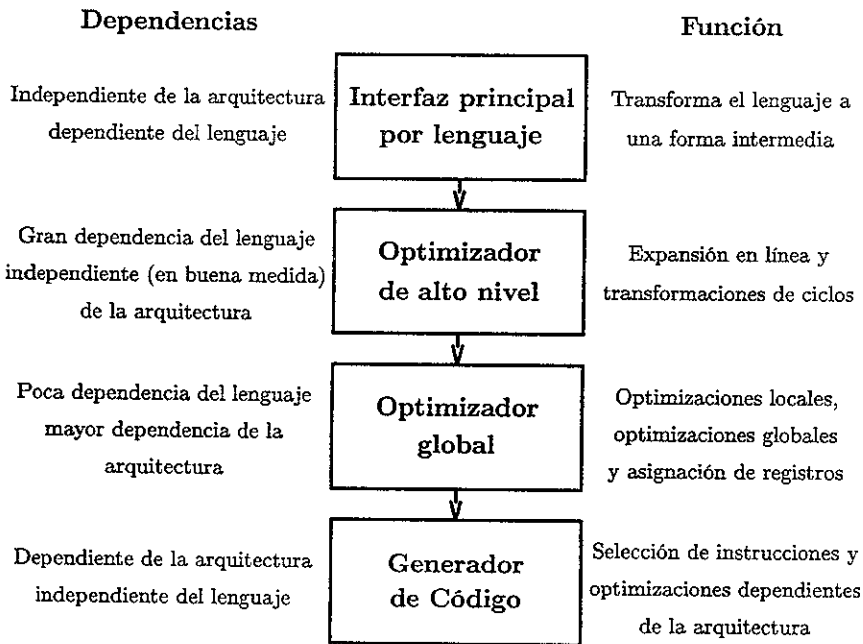 Dependencias
Función
Independiente de la arquitectura
dependiente del lenguaje
Interfaz principal
por lenguaje
Transforma el lenguaje a
una forma intermedia
Gran dependencia del lenguaje
independiente (en buena medida)
de la arquitectura
Optimizador
de alto nivel
Expansión en línea y
transformaciones de ciclos
Poca dependencia del lenguaje
mayor dependencia de la
arquitectura
Optimizador
global
Optimizaciones locales,
optimizaciones globales
y asignación de registros
Dependiente de la arquitectura
independiente del lenguaje
Generador
de Código
Selección de instrucciones y
optimizaciones dependientes
de la arquitectura